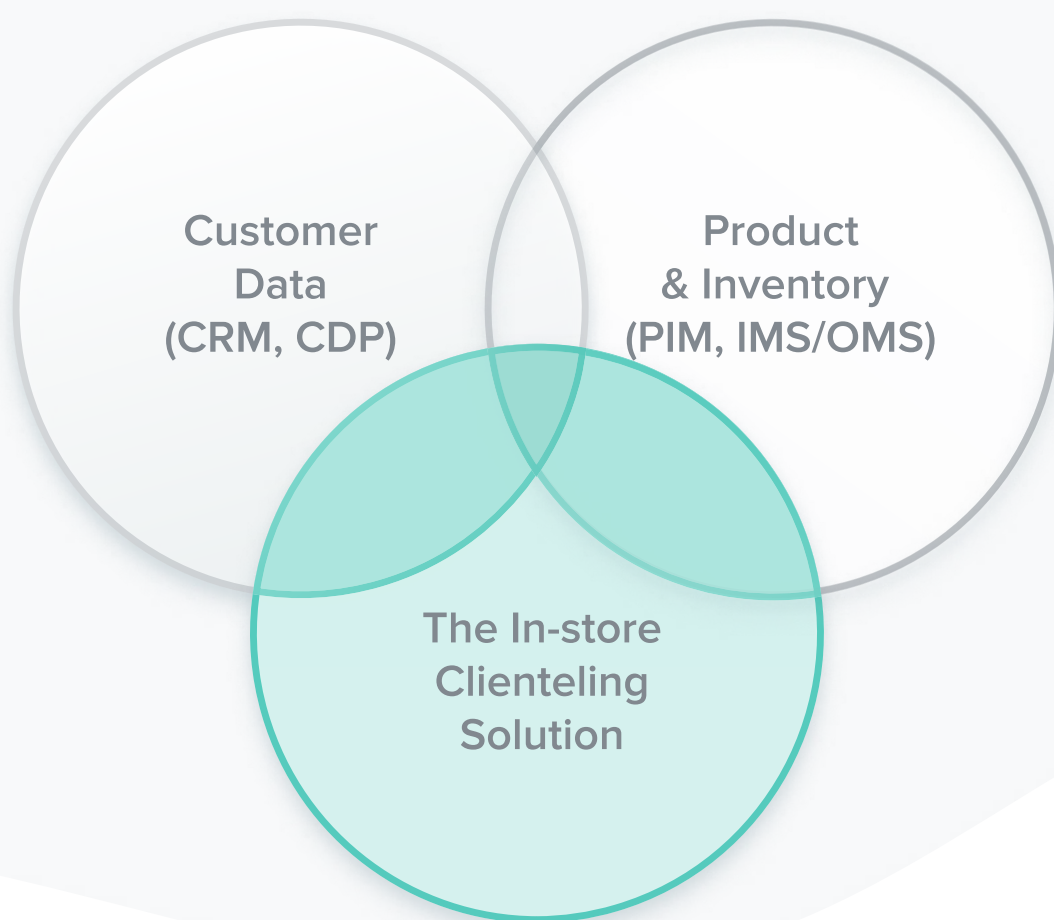 Customer
Data
(CRM, CDP)
Product
& Inventory
(PIM, IMS/OMS)
The In-store
Clienteling
Solution